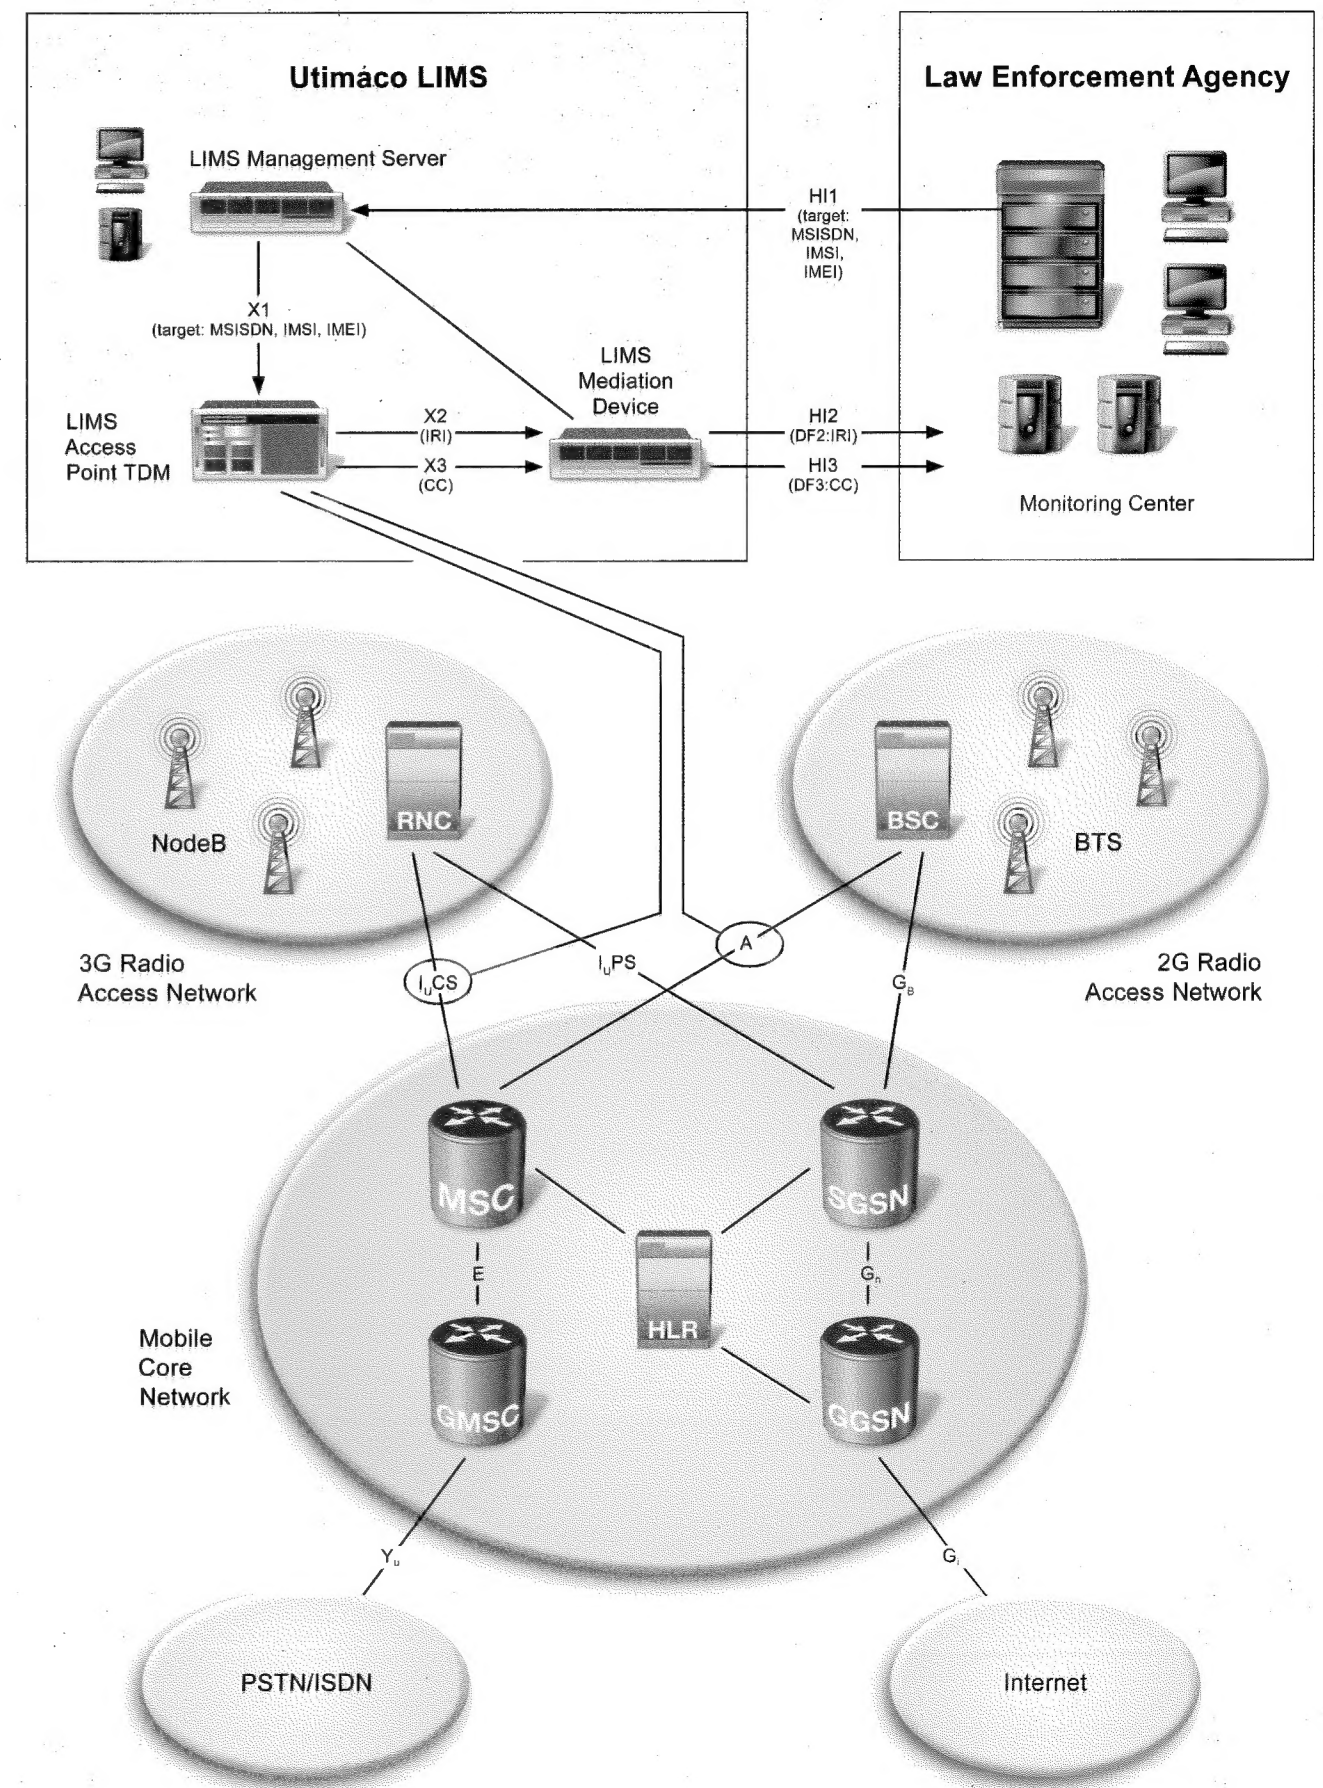 Utimaco LIMS
Law Enforcement Agency
LIMS Management Server
HI1
(target:
MSISDN,
IMSI,
IMEI)
X1
(target: MSISDN, IMSI, IMEI)
LIMS
Mediation
Device
LIMS
Access
Point TDM
X2
(IRI)
X3
(CC)
HI2
(DF2:IRI)
HI3
(DF3:CC)
Monitoring Center
RNC
NodeB
BSC
BTS
3G Radio
Access Network
IuCS
IuPS
A
GB
2G Radio
Access Network
MSC
SGSN
E
HLR
Gn
Mobile
Core
Network
GMSC
GGSN
Yu
Gi
PSTN/ISDN
Internet